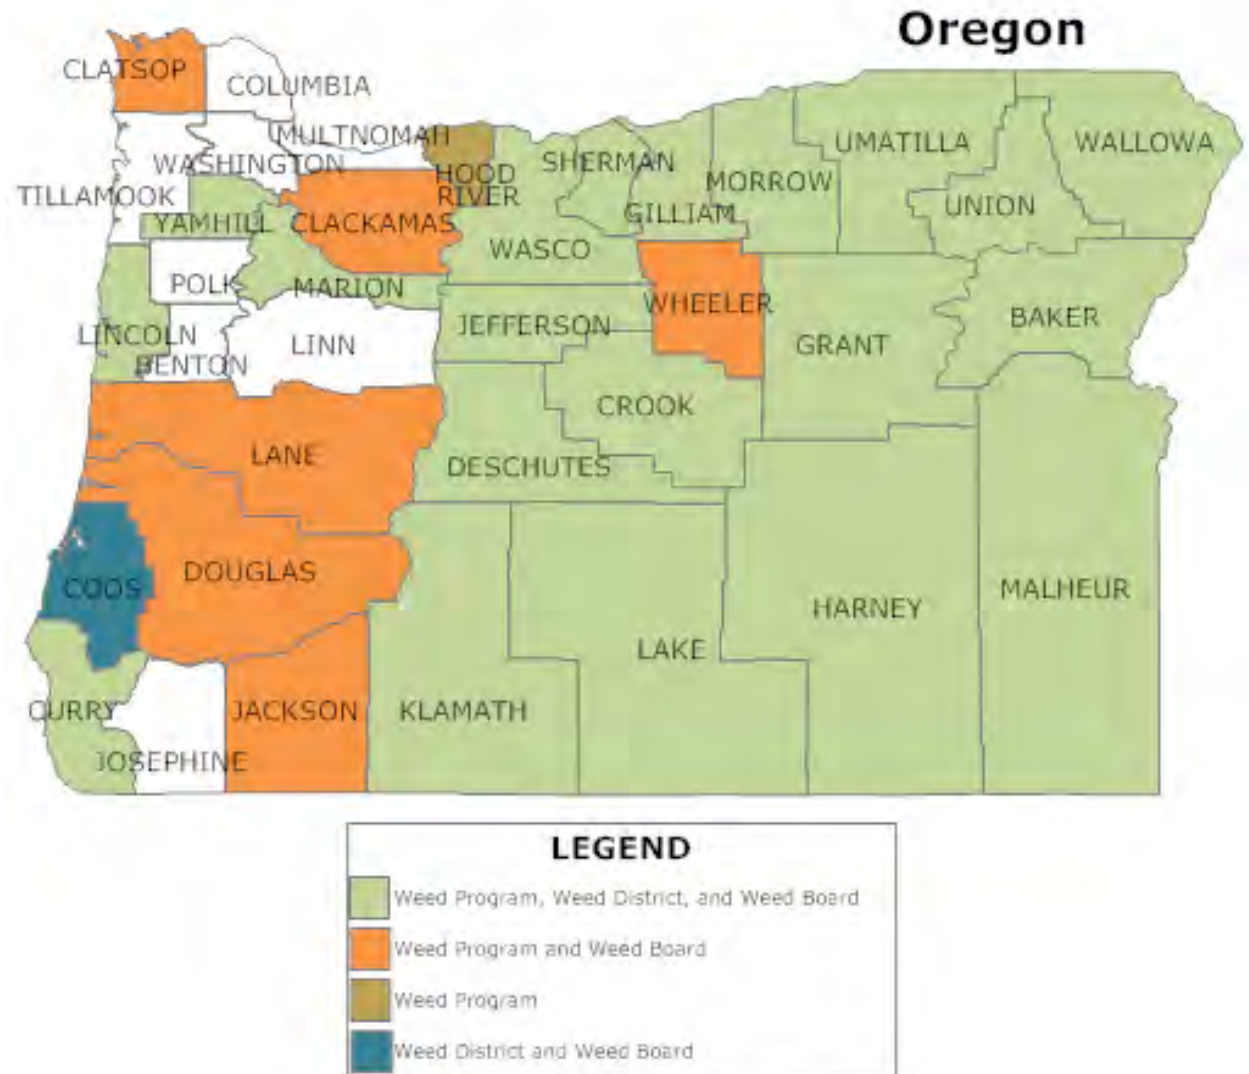 Oregon
CLATSOP
COLUMBIA
MULTNOMAH
WASHINGTON
HOOD
RIVER
SHERMAN
UMATILLA
WALLOWA
TILLAMOOK
YAMHILL
CLACKAMAS
GILLIAM
MORROW
UNION
WASCO
POLK
MARION
WHEELER
LINCOLN
BENTON
LINN
JEFFERSON
GRANT
BAKER
CROOK
LANE
DESCHUTES
DOUGLAS
COOS
HARNEY
MALHEUR
LAKE
CURRY
JACKSON
KLAMATH
JOSEPHINE
LEGEND
Weed Program, Weed District, and Weed Board
Weed Program and Weed Board
Weed Program
Weed District and Weed Board